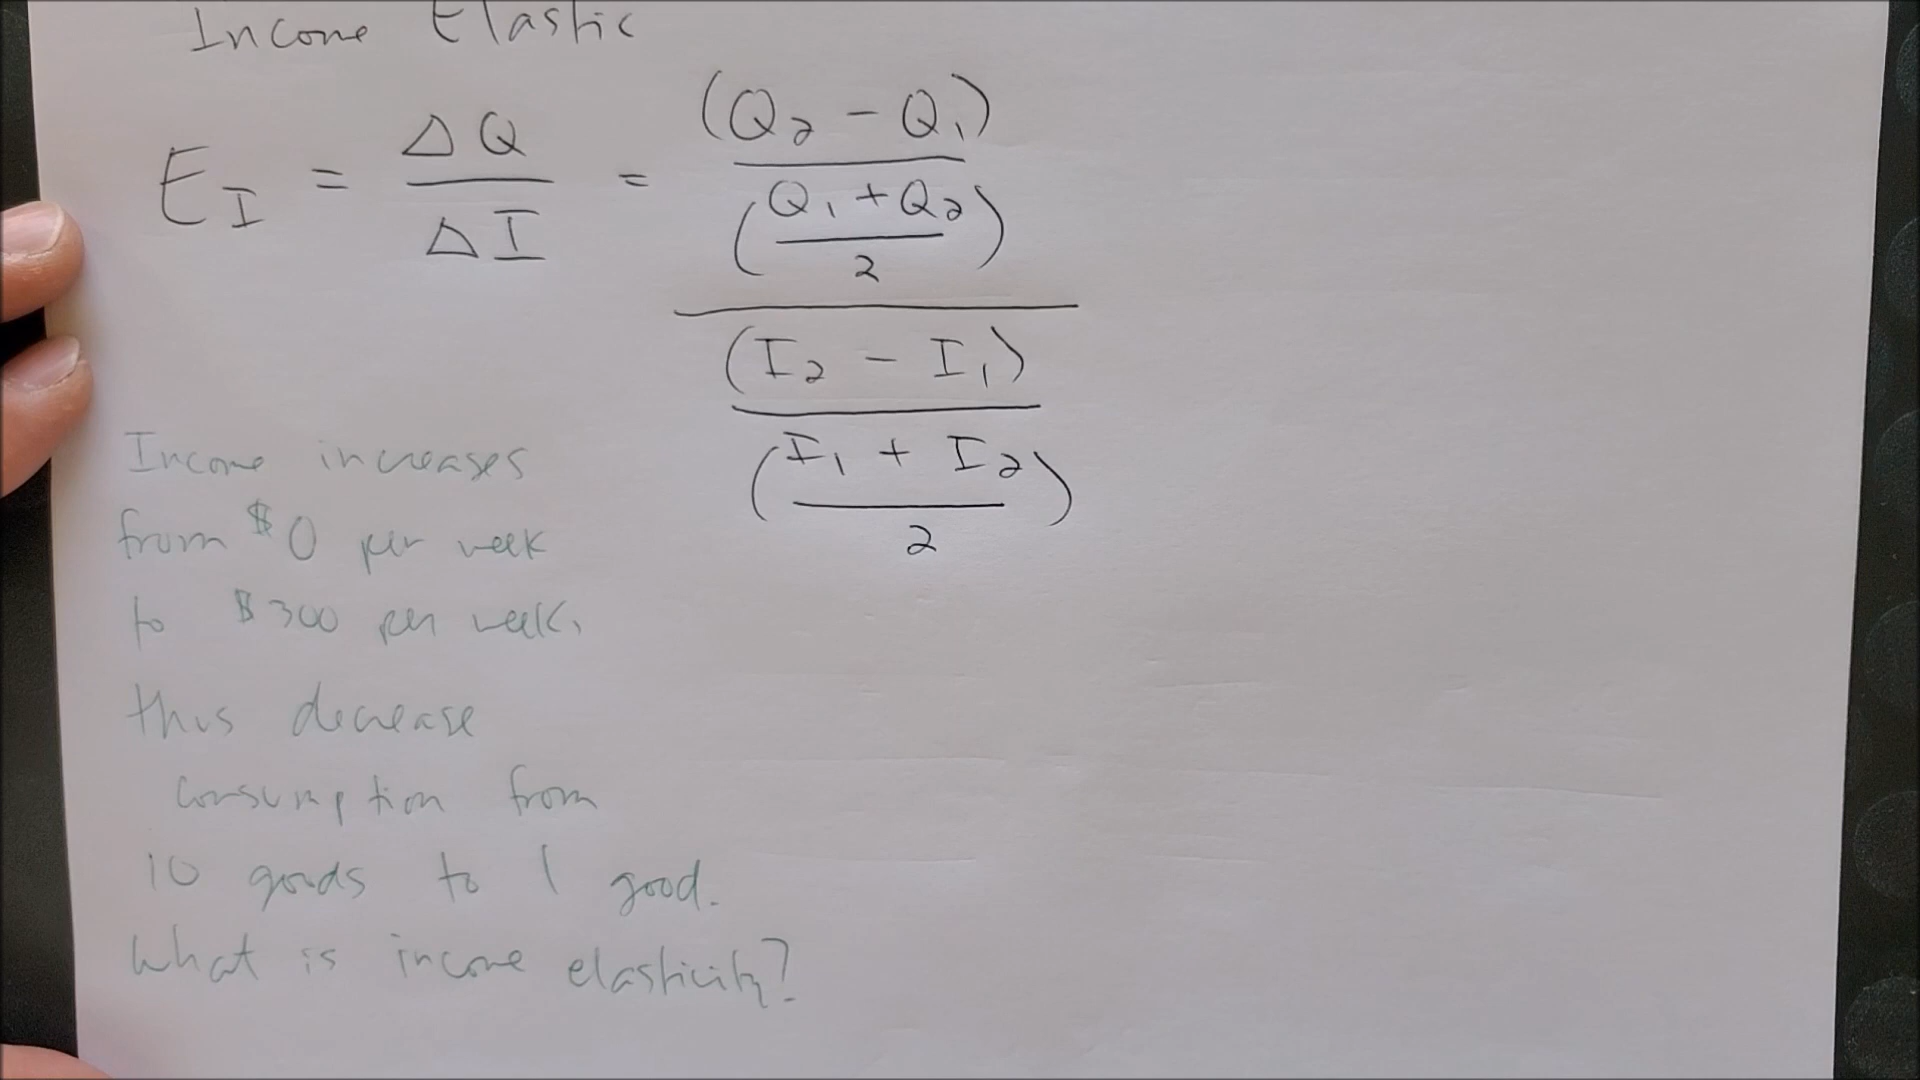 Income Elastic
E_I = ΔQ / ΔI = (Q₂ - Q₁) / ((Q₁ + Q₂) / 2) / (I₂ - I₁) / ((I₁ + I₂) / 2)
Income increases
from $0 per week
to $300 per week,
thus decrease
consumption from
10 goods to 1 good.
What is income elasticity?